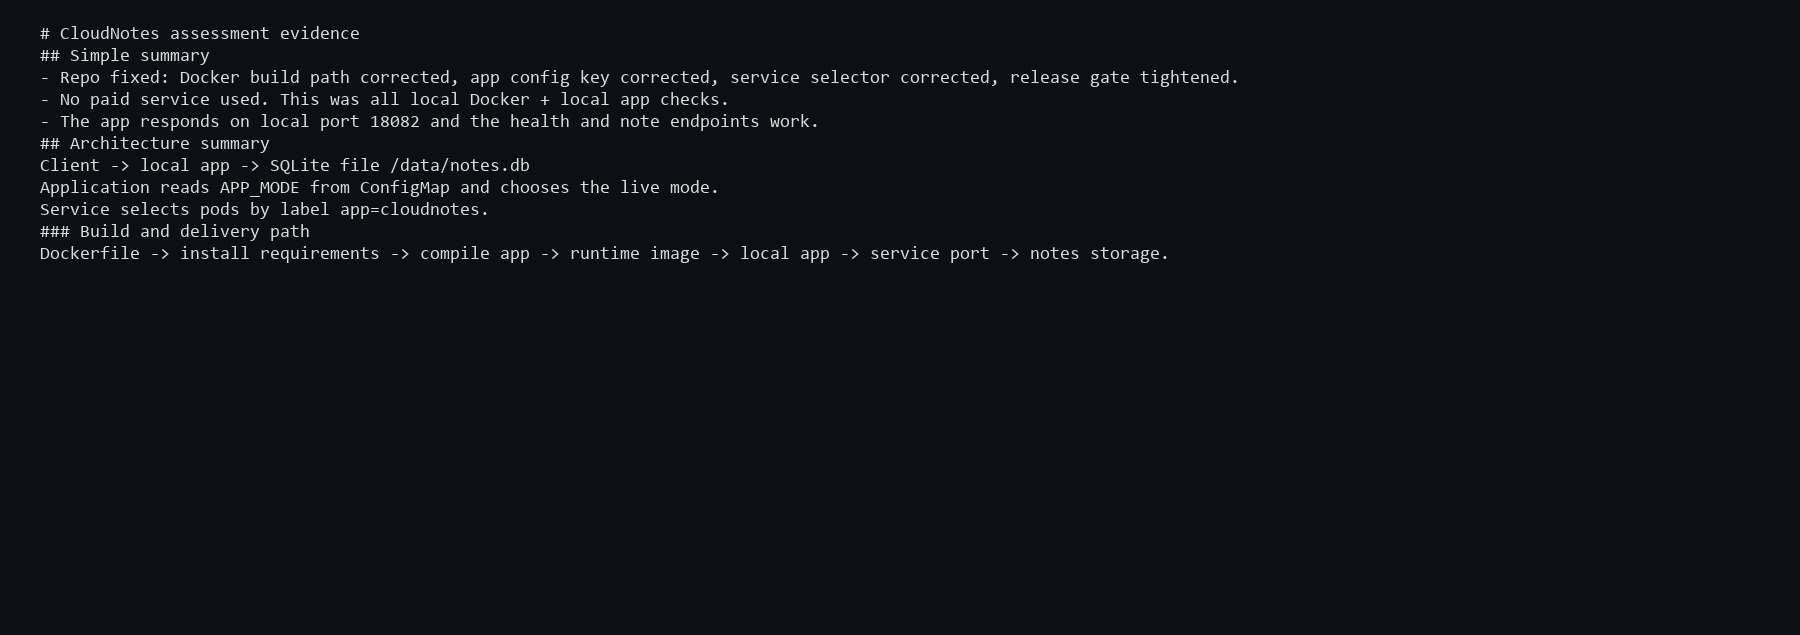 # CloudNotes assessment evidence
## Simple summary
- Repo fixed: Docker build path corrected, app config key corrected, service selector corrected, release gate tightened.
- No paid service used. This was all local Docker + local app checks.
- The app responds on local port 18082 and the health and note endpoints work.
## Architecture summary
Client -> local app -> SQLite file /data/notes.db
Application reads APP_MODE from ConfigMap and chooses the live mode.
Service selects pods by label app=cloudnotes.
### Build and delivery path
Dockerfile -> install requirements -> compile app -> runtime image -> local app -> service port -> notes storage.